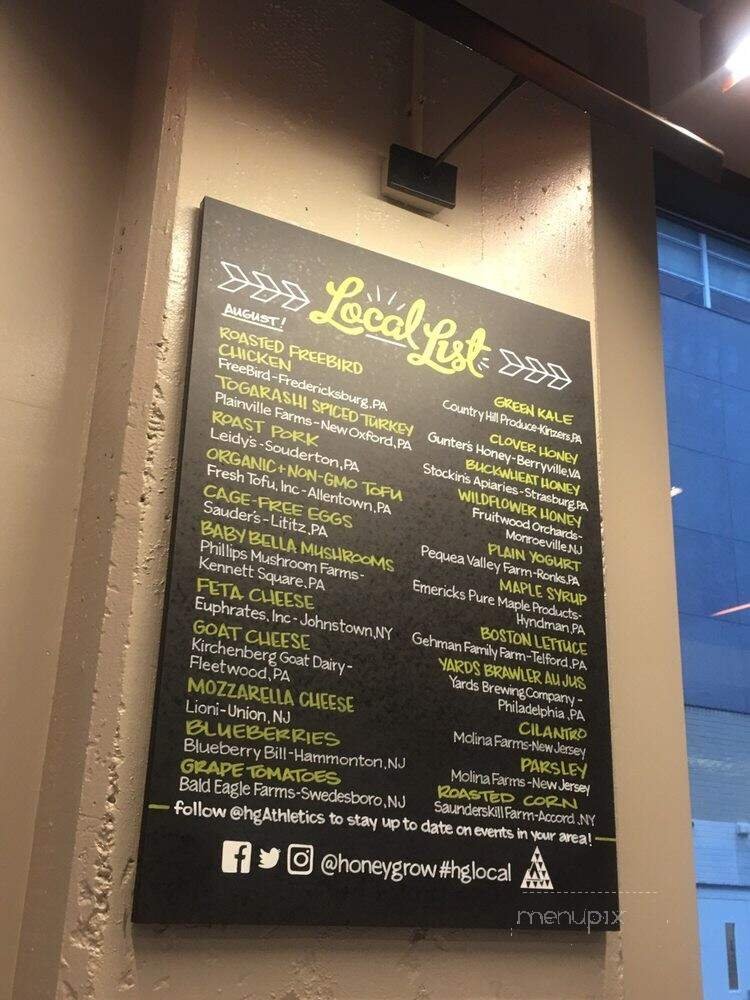 Local List
AUGUST!
ROASTED FREEBIRD
CHICKEN
FreeBird-Fredericksburg, PA
TOGARASHI SPICED TURKEY
Plainville Farms-New Oxford, PA
ROAST PORK
Leidy's-Souderton, PA
ORGANIC+NON-GMO TOFU
Fresh Tofu, Inc-Allentown, PA
CAGE-FREE EGGS
Sauder's-Lititz, PA
BABY BELLA MUSHROOMS
Phillips Mushroom Farms-
Kennett Square, PA
FETA CHEESE
Euphrates, Inc-Johnstown, NY
GOAT CHEESE
Kirchenberg Goat Dairy-
Fleetwood, PA
MOZZARELLA CHEESE
Lioni-Union, NJ
BLUEBERRIES
Blueberry Bill-Hammonton, NJ
GRAPE TOMATOES
Bald Eagle Farms-Swedesboro, NJ
GREEN KALE
Country Hill Produce-Kinzers, PA
CLOVER HONEY
Gunter's Honey-Berryville, VA
BUCKWHEAT HONEY
Stockin's Apiaries-Strasburg, PA
WILDFLOWER HONEY
Fruitwood Orchards-
Monroeville, NJ
PLAIN YOGURT
Pequea Valley Farm-Ronks, PA
MAPLE SYRUP
Emericks Pure Maple Products-
Hyndman, PA
BOSTON LETTUCE
Gehman Family Farm-Telford, PA
YARDS BRAWLER AU JUS
Yards Brewing Company-
Philadelphia, PA
CILANTRO
Molina Farms-New Jersey
PARSLEY
Molina Farms-New Jersey
ROASTED CORN
Saunderskill Farm-Accord, NY
follow @hgAthletics to stay up to date on events in your area!
@honeygrow #hglocal
menupix